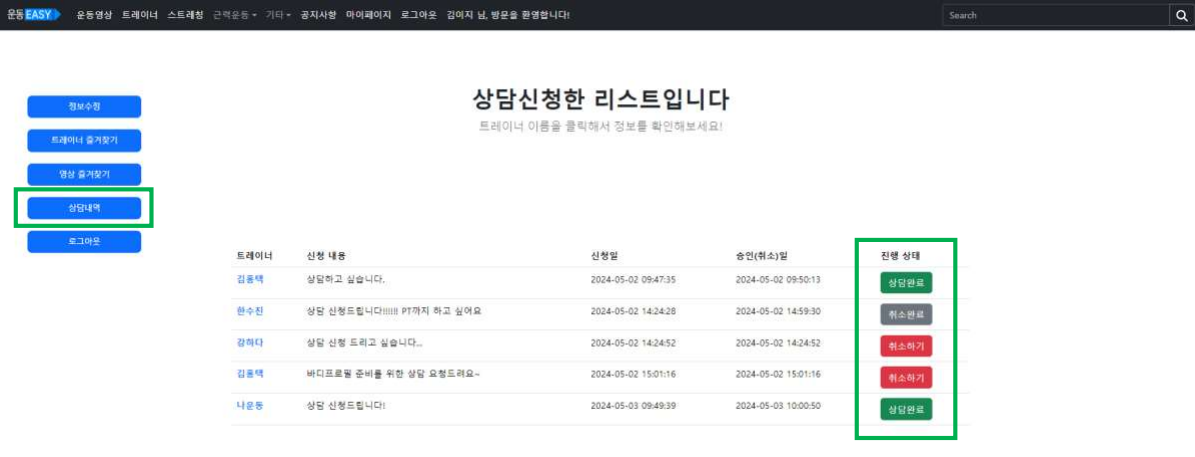 운동EASY 운동영상 트레이너 스트레칭 근력운동 기타 공지사항 마이페이지 로그아웃 김이지 님, 방문을 환영합니다! Search
상담신청한 리스트입니다
트레이너 이름을 클릭해서 정보를 확인해보세요!
정보수정
트레이너 즐겨찾기
영상 즐겨찾기
상담내역
로그아웃
트레이너 신청 내용 신청일 승인(취소)일 진행 상태
김종택 상담하고 싶습니다. 2024-05-02 09:47:35 2024-05-02 09:50:13 상담완료
한수진 상담 신청드립니다!!!!!! PT까지 하고 싶어요 2024-05-02 14:24:28 2024-05-02 14:59:30 취소완료
강하다 상담 신청 드리고 싶습니다.. 2024-05-02 14:24:52 2024-05-02 14:24:52 취소하기
김종택 바디프로필 준비를 위한 상담 요청드려요~ 2024-05-02 15:01:16 2024-05-02 15:01:16 취소하기
나운동 상담 신청드립니다! 2024-05-03 09:49:39 2024-05-03 10:00:50 상담완료